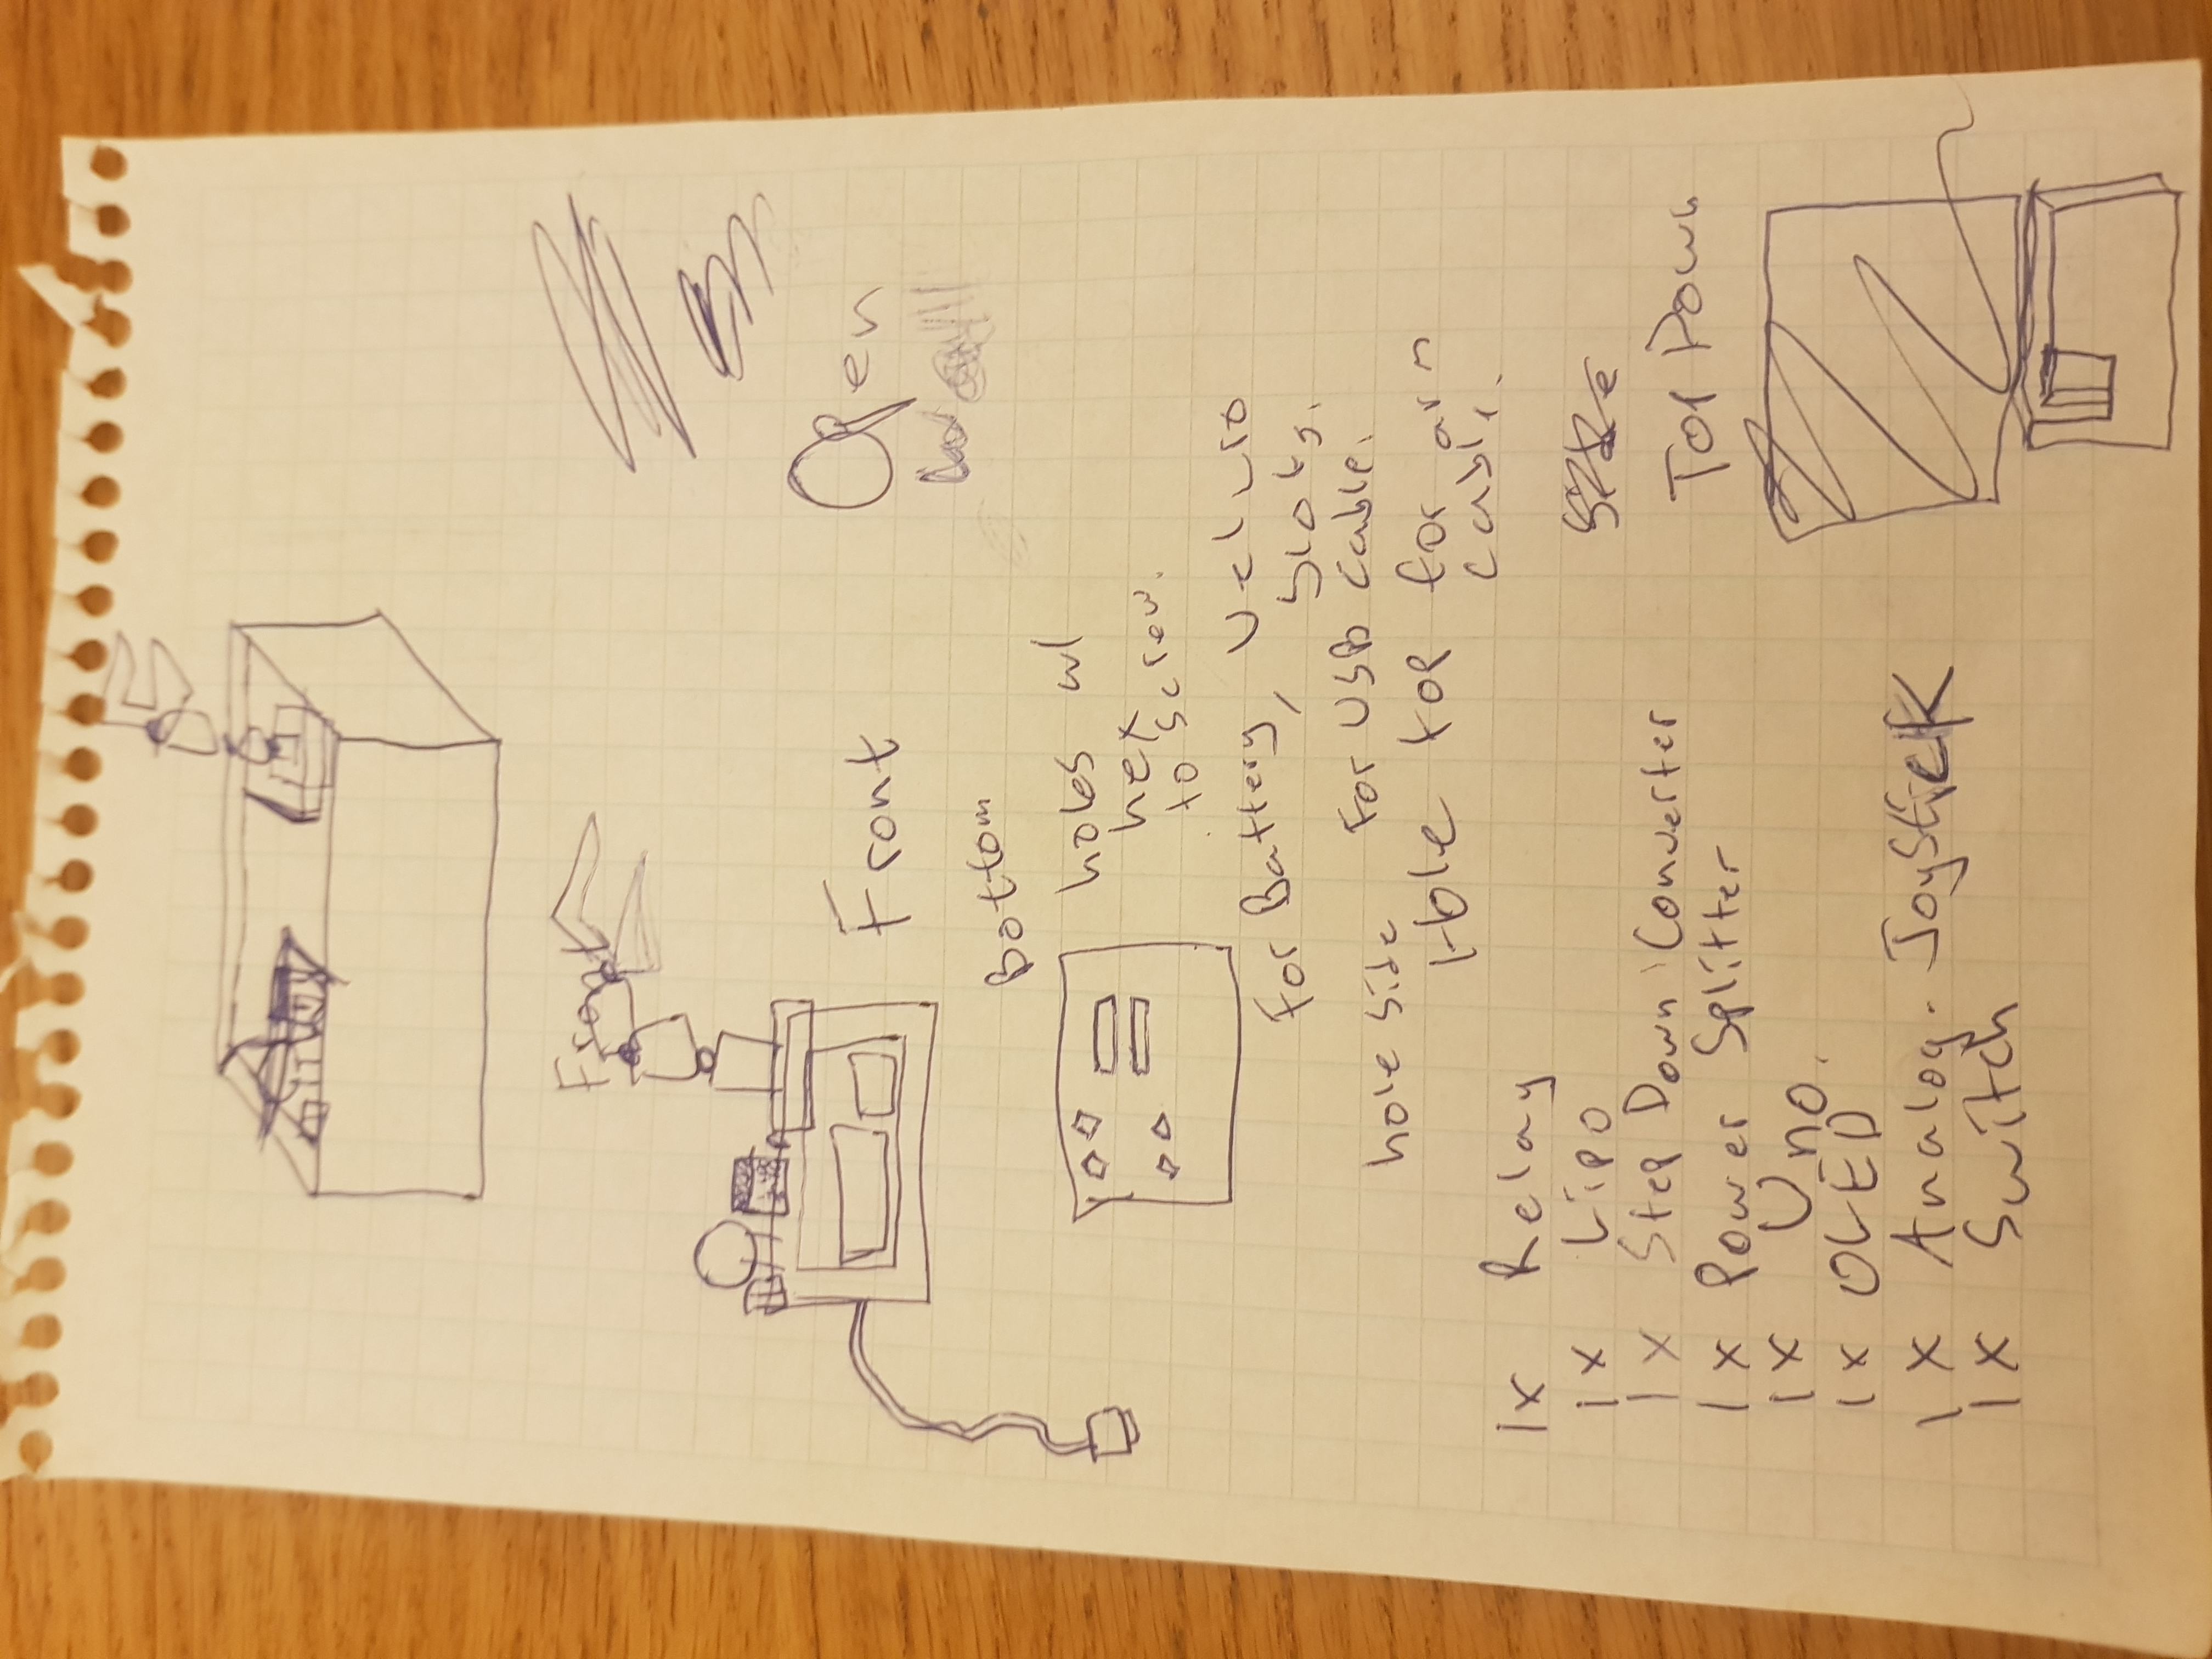 Front
Front
Open
Bottom
holes w/
hex
to screw.
For Battery, Velcro
slots.
hole side For USB cable.
Hole top for arm
cable.
1x Relay
1x Lipo
1x Step Down Converter
1x Power Splitter
1x Uno.
1x OLED
1x Analog. Joystick
1x Switch
Top Down